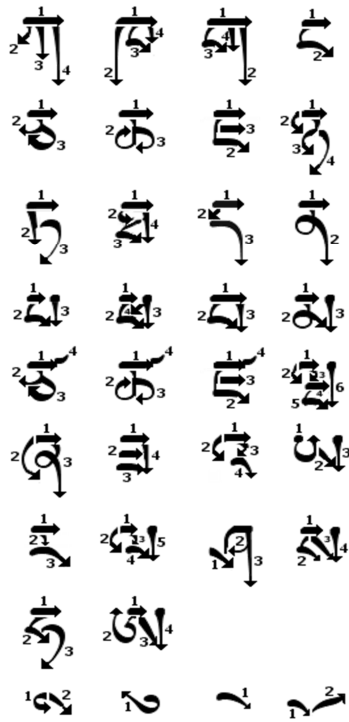 ཀ ཁ ག ང
ཅ ཆ ཇ ཉ
ཏ ཐ ད ན
པ ཕ བ མ
ཙ ཚ ཛ ཝ
ཞ ཟ འ ཡ
ར ལ ཤ ས
ཧ ཨ
ི ུ ེ ོ